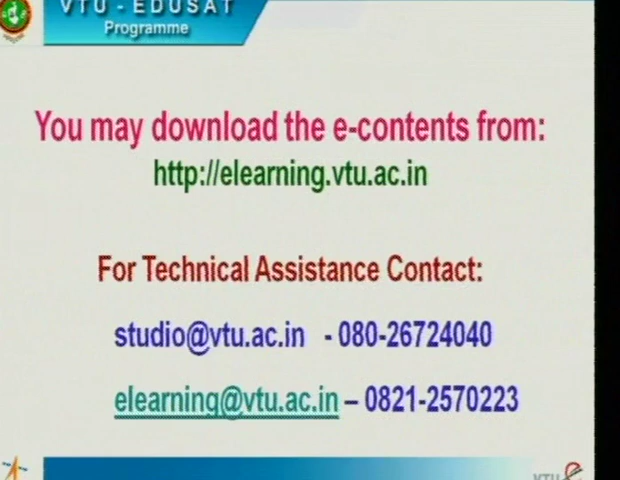 VTU - EDUSAT
Programme
You may download the e-contents from:
http://elearning.vtu.ac.in
For Technical Assistance Contact:
studio@vtu.ac.in - 080-26724040
elearning@vtu.ac.in – 0821-2570223
VTU e